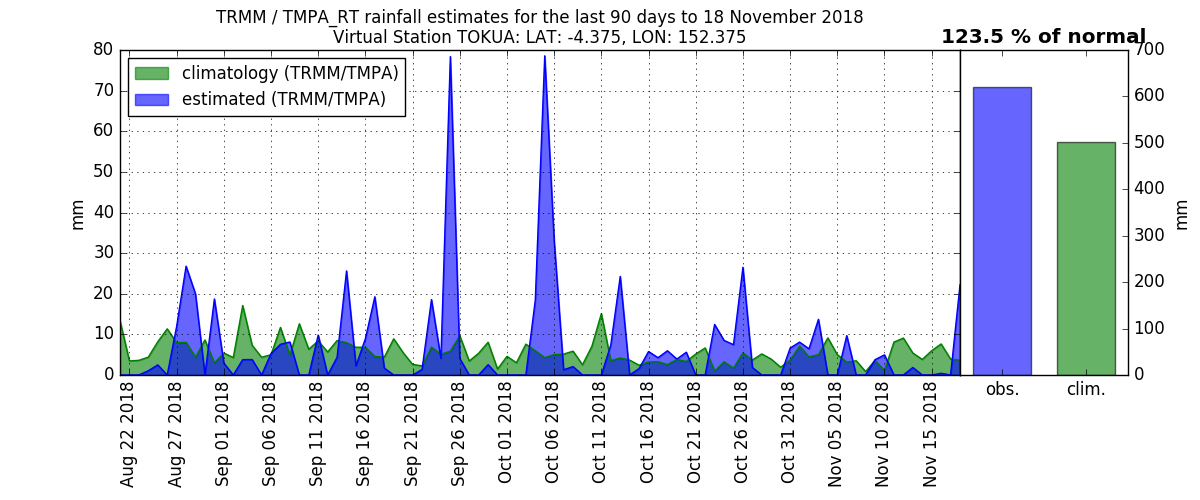 TRMM / TMPA_RT rainfall estimates for the last 90 days to 18 November 2018
Virtual Station TOKUA: LAT: -4.375, LON: 152.375
123.5 % of normal
climatology (TRMM/TMPA)
estimated (TRMM/TMPA)
mm
80
70
60
50
40
30
20
10
0
Aug 22 2018
Aug 27 2018
Sep 01 2018
Sep 06 2018
Sep 11 2018
Sep 16 2018
Sep 21 2018
Sep 26 2018
Oct 01 2018
Oct 06 2018
Oct 11 2018
Oct 16 2018
Oct 21 2018
Oct 26 2018
Oct 31 2018
Nov 05 2018
Nov 10 2018
Nov 15 2018
obs.
clim.
700
600
500
400
300
200
100
0
mm